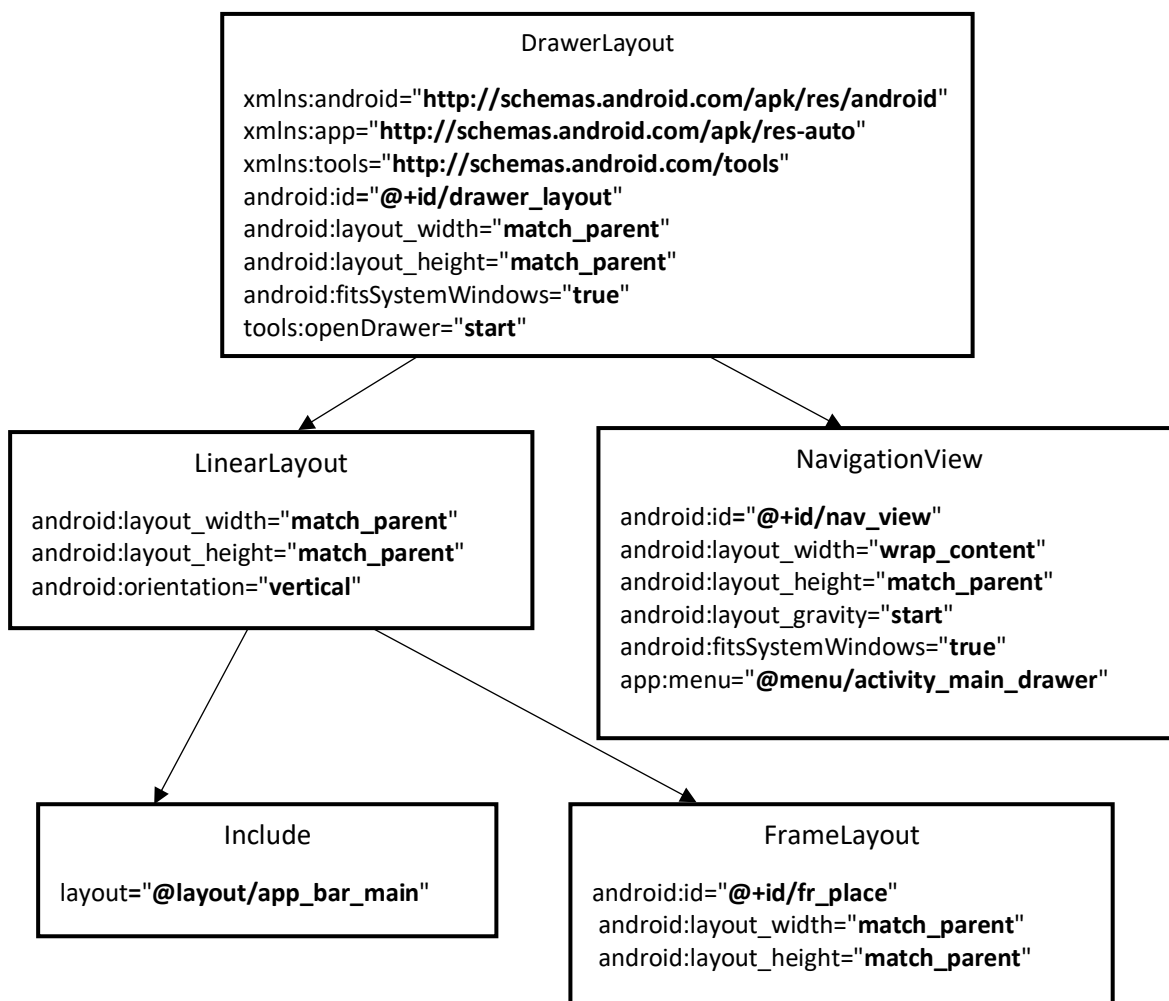 DrawerLayout
xmlns:android="http://schemas.android.com/apk/res/android"
xmlns:app="http://schemas.android.com/apk/res-auto"
xmlns:tools="http://schemas.android.com/tools"
android:id="@+id/drawer_layout"
android:layout_width="match_parent"
android:layout_height="match_parent"
android:fitsSystemWindows="true"
tools:openDrawer="start"
LinearLayout
android:layout_width="match_parent"
android:layout_height="match_parent"
android:orientation="vertical"
NavigationView
android:id="@+id/nav_view"
android:layout_width="wrap_content"
android:layout_height="match_parent"
android:layout_gravity="start"
android:fitsSystemWindows="true"
app:menu="@menu/activity_main_drawer"
Include
layout="@layout/app_bar_main"
FrameLayout
android:id="@+id/fr_place"
android:layout_width="match_parent"
android:layout_height="match_parent"